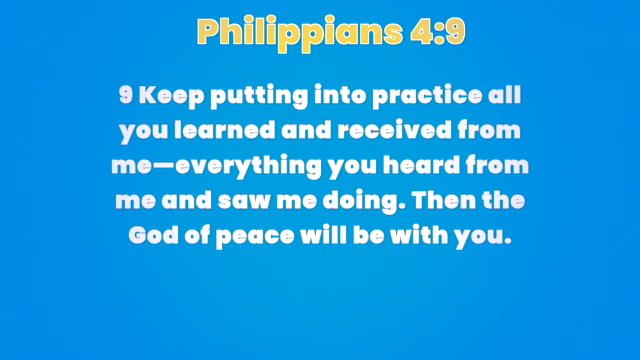 Philippians 4:9
9 Keep putting into practice all
you learned and received from
me—everything you heard from
me and saw me doing. Then the
God of peace will be with you.